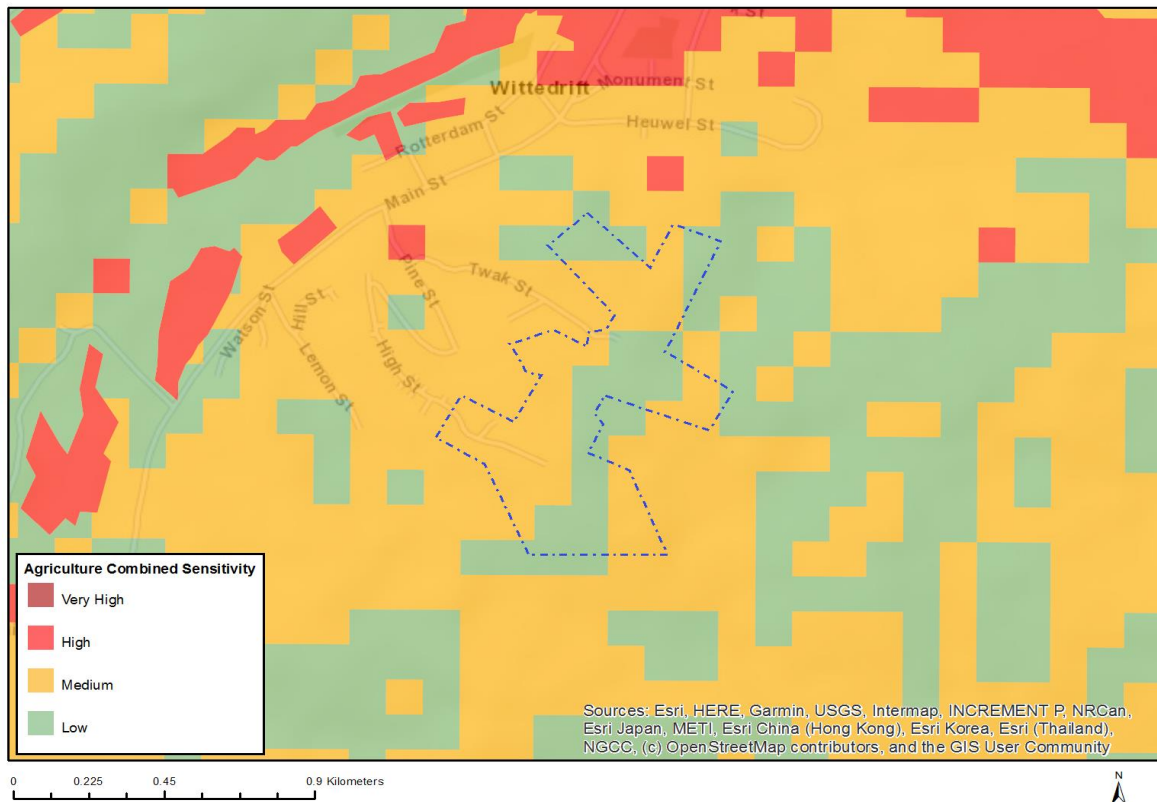 k St
Wittedrift
Monument St
Heuwel St
Rotterdam St
Main St
Twak St
Pine St
Hill St
Watson St
High St
Lemon St
Agriculture Combined Sensitivity
Very High
High
Medium
Low
Sources: Esri, HERE, Garmin, USGS, Intermap, INCREMENT P, NRCan,
Esri Japan, METI, Esri China (Hong Kong), Esri Korea, Esri (Thailand),
NGCC, (c) OpenStreetMap contributors, and the GIS User Community
0 0.225 0.45 0.9 Kilometers
N